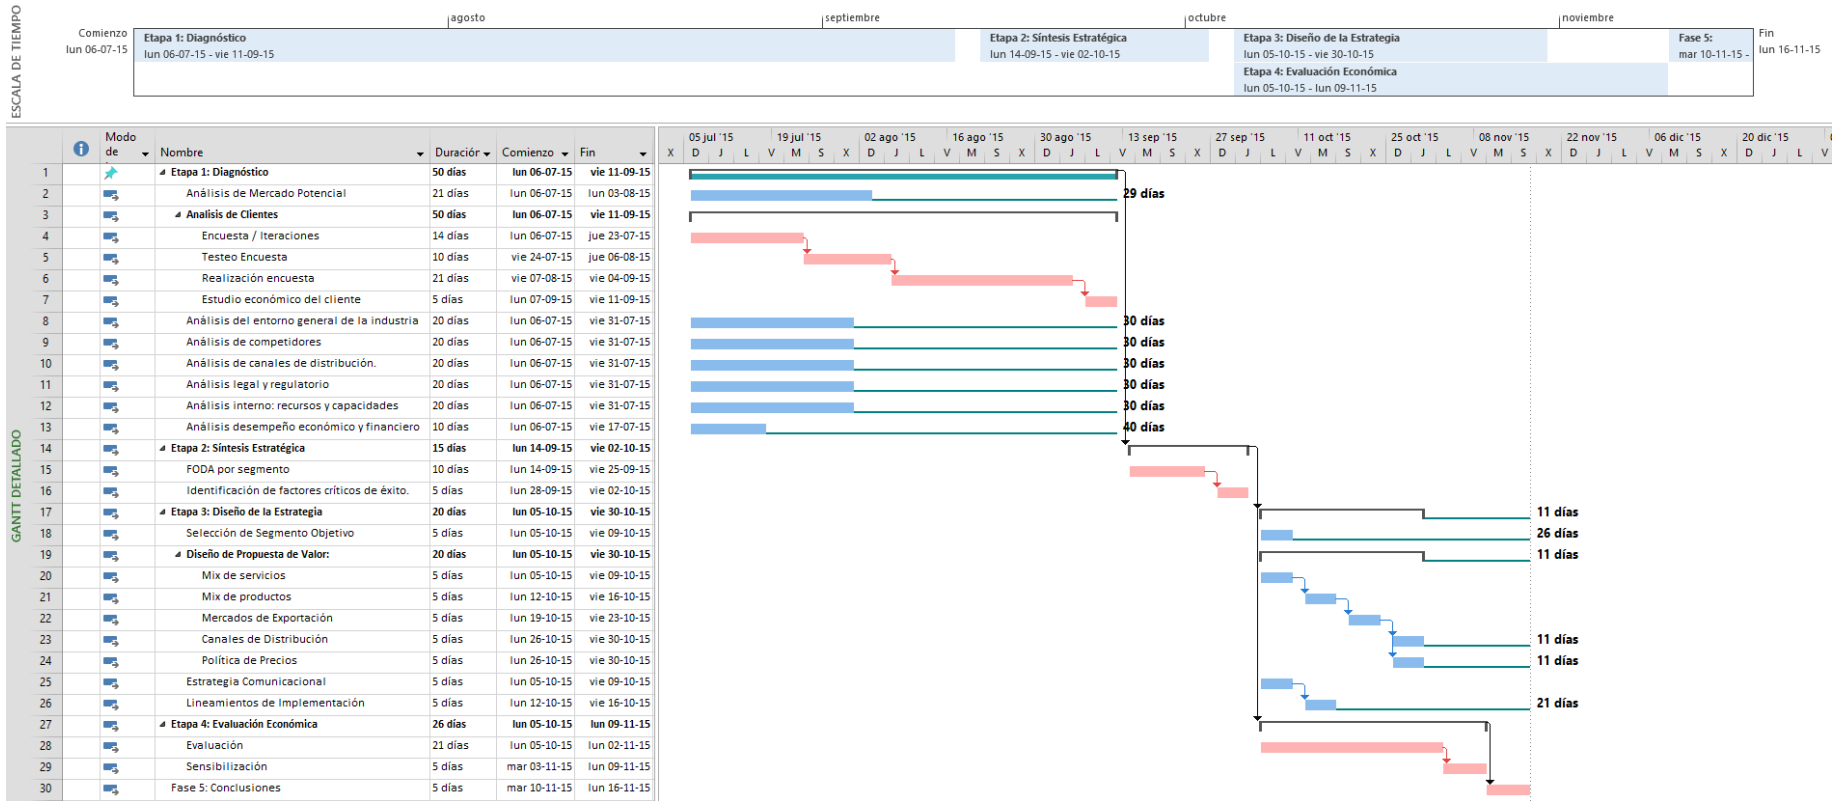 ESCALA DE TIEMPO
agosto septiembre octubre noviembre
Comienzo
lun 06-07-15
Etapa 1: Diagnóstico
lun 06-07-15 - vie 11-09-15
Etapa 2: Síntesis Estratégica
lun 14-09-15 - vie 02-10-15
Etapa 3: Diseño de la Estrategia
lun 05-10-15 - vie 30-10-15
Etapa 4: Evaluación Económica
lun 05-10-15 - lun 09-11-15
Fase 5:
mar 10-11-15 -
Fin
lun 16-11-15
GANTT DETALLADO
Modo de Nombre Duración Comienzo Fin
05 jul '15 19 jul '15 02 ago '15 16 ago '15 30 ago '15 13 sep '15 27 sep '15 11 oct '15 25 oct '15 08 nov '15 22 nov '15 06 dic '15 20 dic '15
X D J L V M S X D J L V M S X D J L V M S X D J L V M S X D J L V M S X D J L V
1 Etapa 1: Diagnóstico 50 días lun 06-07-15 vie 11-09-15
2 Análisis de Mercado Potencial 21 días lun 06-07-15 lun 03-08-15 29 días
3 Analisis de Clientes 50 días lun 06-07-15 vie 11-09-15
4 Encuesta / Iteraciones 14 días lun 06-07-15 jue 23-07-15
5 Testeo Encuesta 10 días vie 24-07-15 jue 06-08-15
6 Realización encuesta 21 días vie 07-08-15 vie 04-09-15
7 Estudio económico del cliente 5 días lun 07-09-15 vie 11-09-15
8 Análisis del entorno general de la industria 20 días lun 06-07-15 vie 31-07-15 30 días
9 Análisis de competidores 20 días lun 06-07-15 vie 31-07-15 30 días
10 Análisis de canales de distribución. 20 días lun 06-07-15 vie 31-07-15 30 días
11 Análisis legal y regulatorio 20 días lun 06-07-15 vie 31-07-15 30 días
12 Análisis interno: recursos y capacidades 20 días lun 06-07-15 vie 31-07-15 30 días
13 Análisis desempeño económico y financiero 10 días lun 06-07-15 vie 17-07-15 40 días
14 Etapa 2: Síntesis Estratégica 15 días lun 14-09-15 vie 02-10-15
15 FODA por segmento 10 días lun 14-09-15 vie 25-09-15
16 Identificación de factores críticos de éxito. 5 días lun 28-09-15 vie 02-10-15
17 Etapa 3: Diseño de la Estrategia 20 días lun 05-10-15 vie 30-10-15 11 días
18 Selección de Segmento Objetivo 5 días lun 05-10-15 vie 09-10-15 26 días
19 Diseño de Propuesta de Valor: 20 días lun 05-10-15 vie 30-10-15 11 días
20 Mix de servicios 5 días lun 05-10-15 vie 09-10-15
21 Mix de productos 5 días lun 12-10-15 vie 16-10-15
22 Mercados de Exportación 5 días lun 19-10-15 vie 23-10-15
23 Canales de Distribución 5 días lun 26-10-15 vie 30-10-15 11 días
24 Política de Precios 5 días lun 26-10-15 vie 30-10-15 11 días
25 Estrategia Comunicacional 5 días lun 05-10-15 vie 09-10-15
26 Lineamientos de Implementación 5 días lun 12-10-15 vie 16-10-15 21 días
27 Etapa 4: Evaluación Económica 26 días lun 05-10-15 lun 09-11-15
28 Evaluación 21 días lun 05-10-15 lun 02-11-15
29 Sensibilización 5 días mar 03-11-15 lun 09-11-15
30 Fase 5: Conclusiones 5 días mar 10-11-15 lun 16-11-15